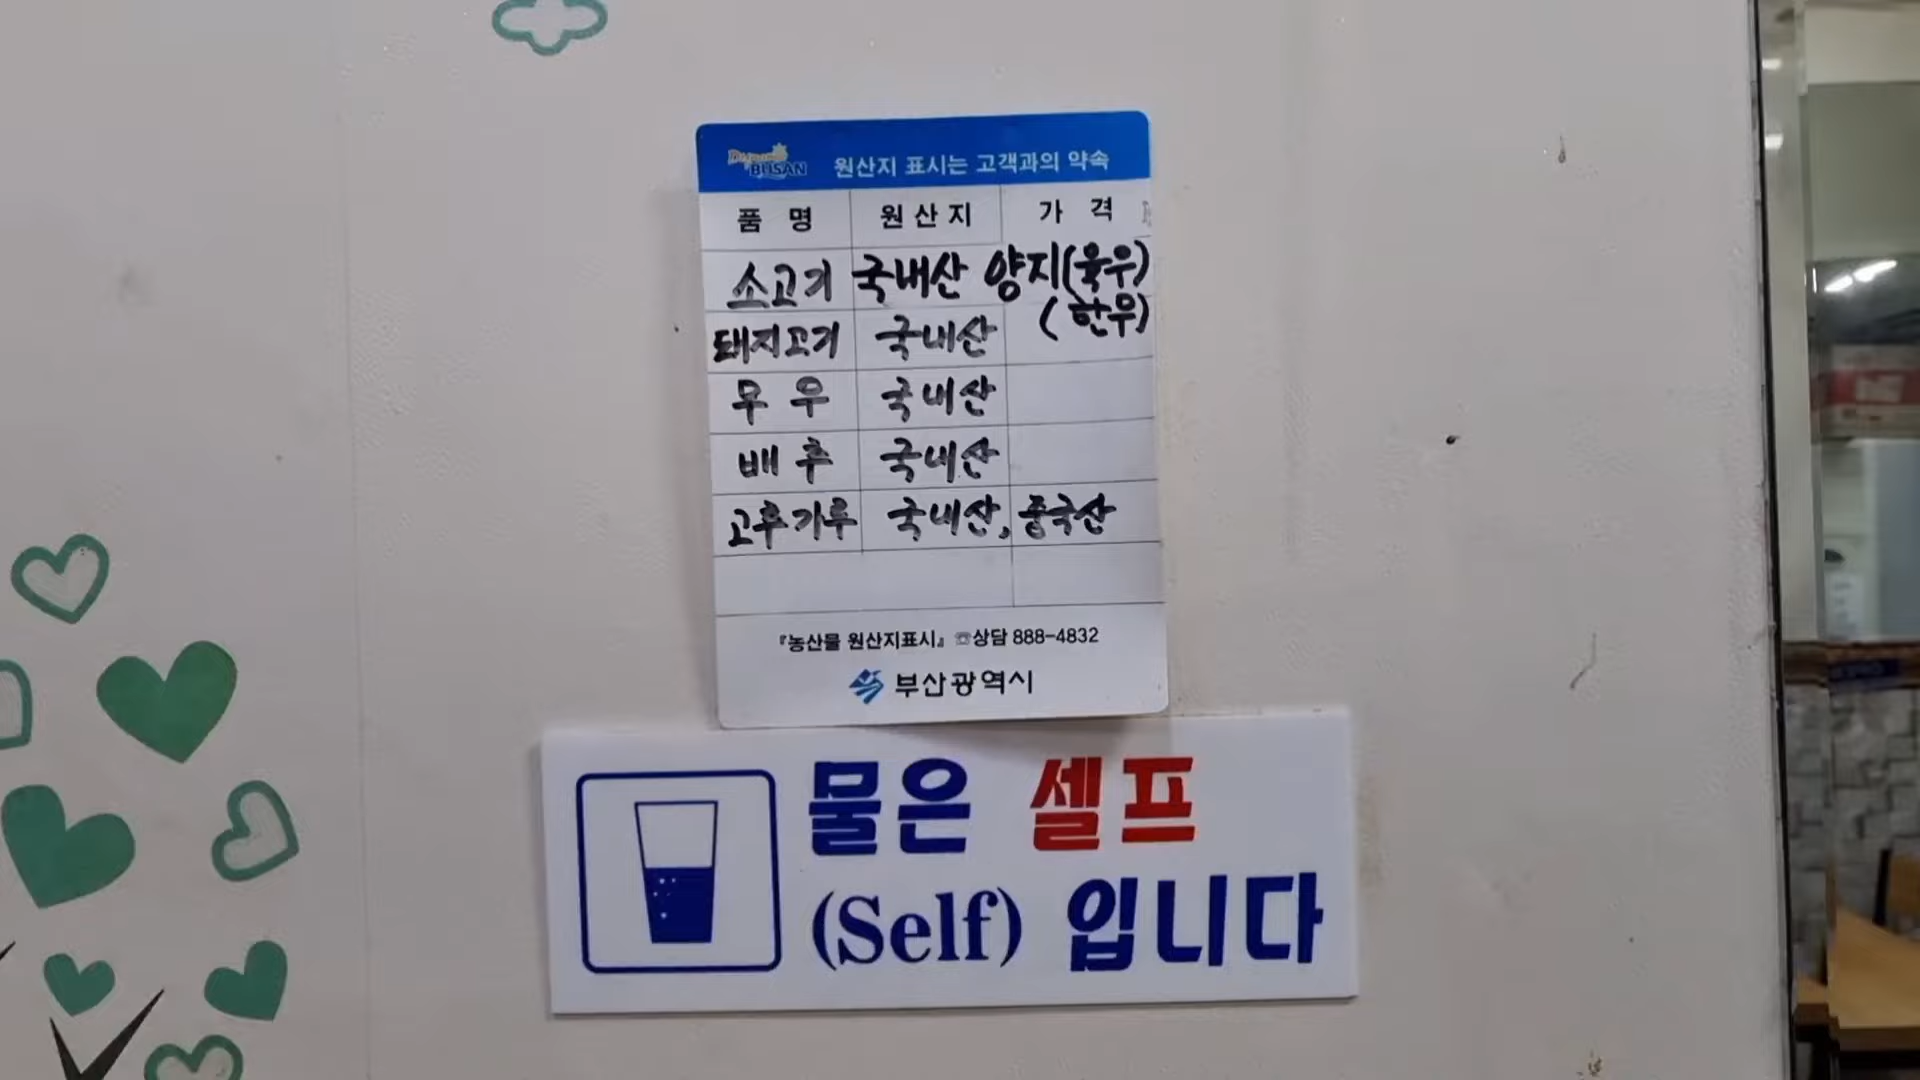 Dynamic BUSAN 원산지 표시는 고객과의 약속
품 명 원산지 가 격
소고기 국내산 양지(육우)
(한우)
돼지고기 국내산
무우 국내산
배추 국내산
고추가루 국내산, 중국산
『농산물 원산지표시』 ☏상담 888-4832
부산광역시
물은 셀프
(Self) 입니다